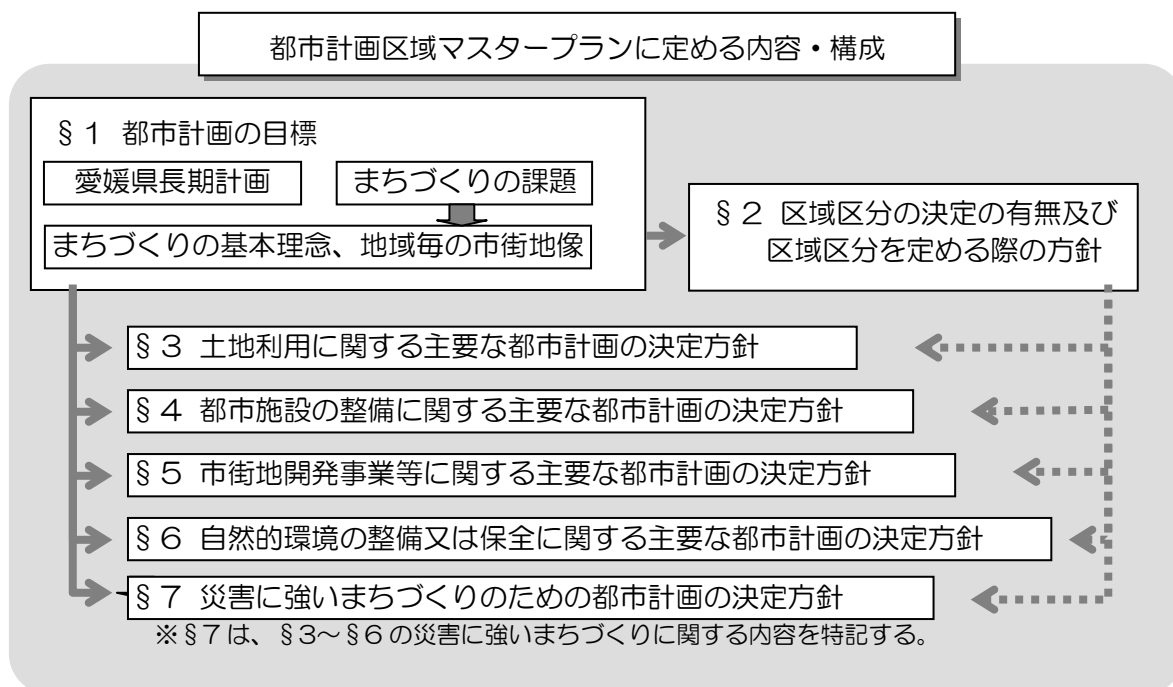 都市計画区域マスタープランに定める内容・構成
§1 都市計画の目標
愛媛県長期計画
まちづくりの課題
まちづくりの基本理念、地域毎の市街地像
§2 区域区分の決定の有無及び
区域区分を定める際の方針
§3 土地利用に関する主要な都市計画の決定方針
§4 都市施設の整備に関する主要な都市計画の決定方針
§5 市街地開発事業等に関する主要な都市計画の決定方針
§6 自然的環境の整備又は保全に関する主要な都市計画の決定方針
§7 災害に強いまちづくりのための都市計画の決定方針
※§7は、§3～§6の災害に強いまちづくりに関する内容を特記する。